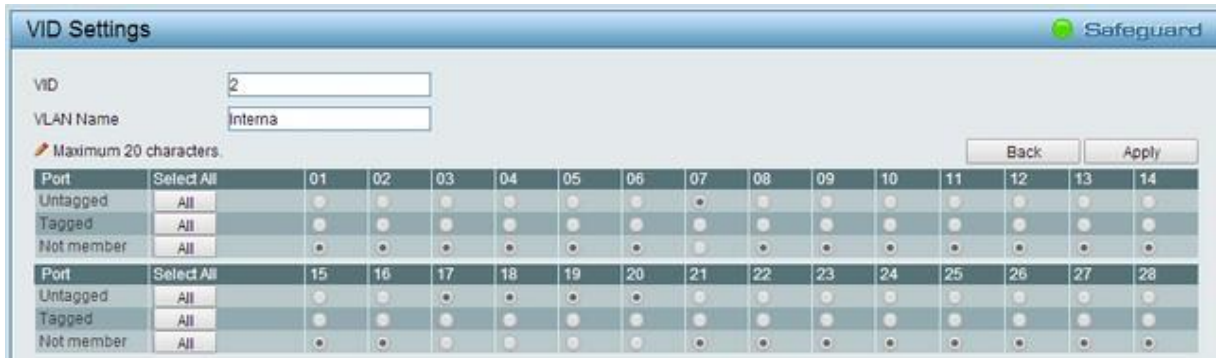 VID Settings Safeguard
VID 2
VLAN Name Interna
Maximum 20 characters. Back Apply
Port Select All 01 02 03 04 05 06 07 08 09 10 11 12 13 14
Untagged All
Tagged All
Not member All
Port Select All 15 16 17 18 19 20 21 22 23 24 25 26 27 28
Untagged All
Tagged All
Not member All